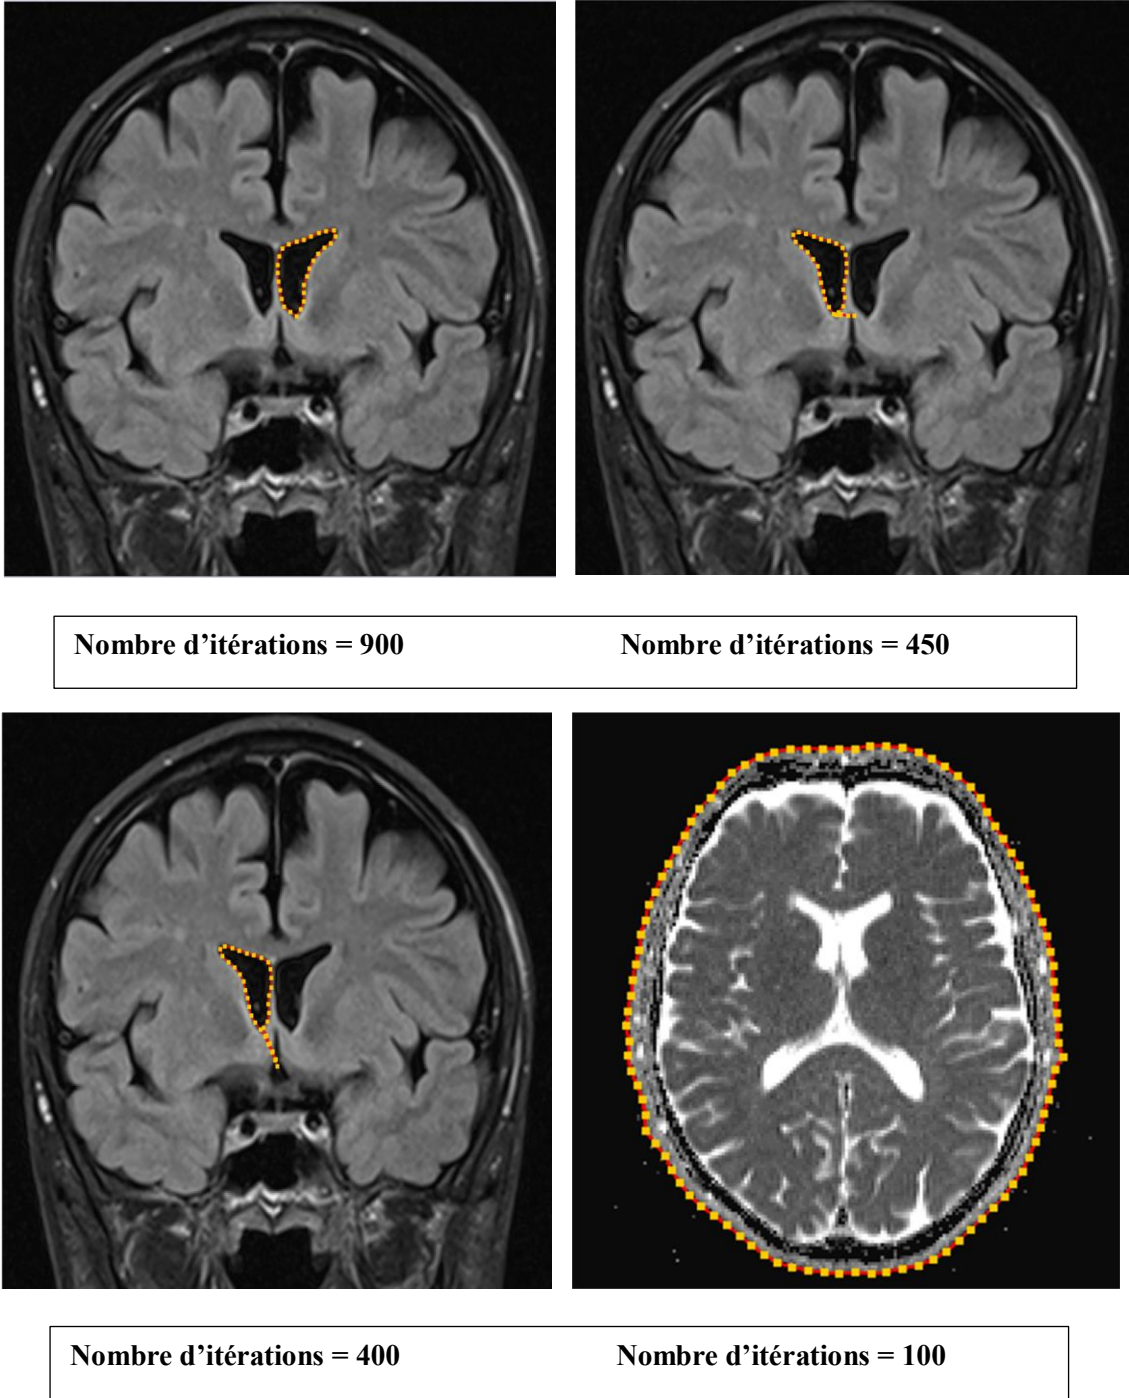 Nombre d’itérations = 900 Nombre d’itérations = 450
Nombre d’itérations = 400 Nombre d’itérations = 100